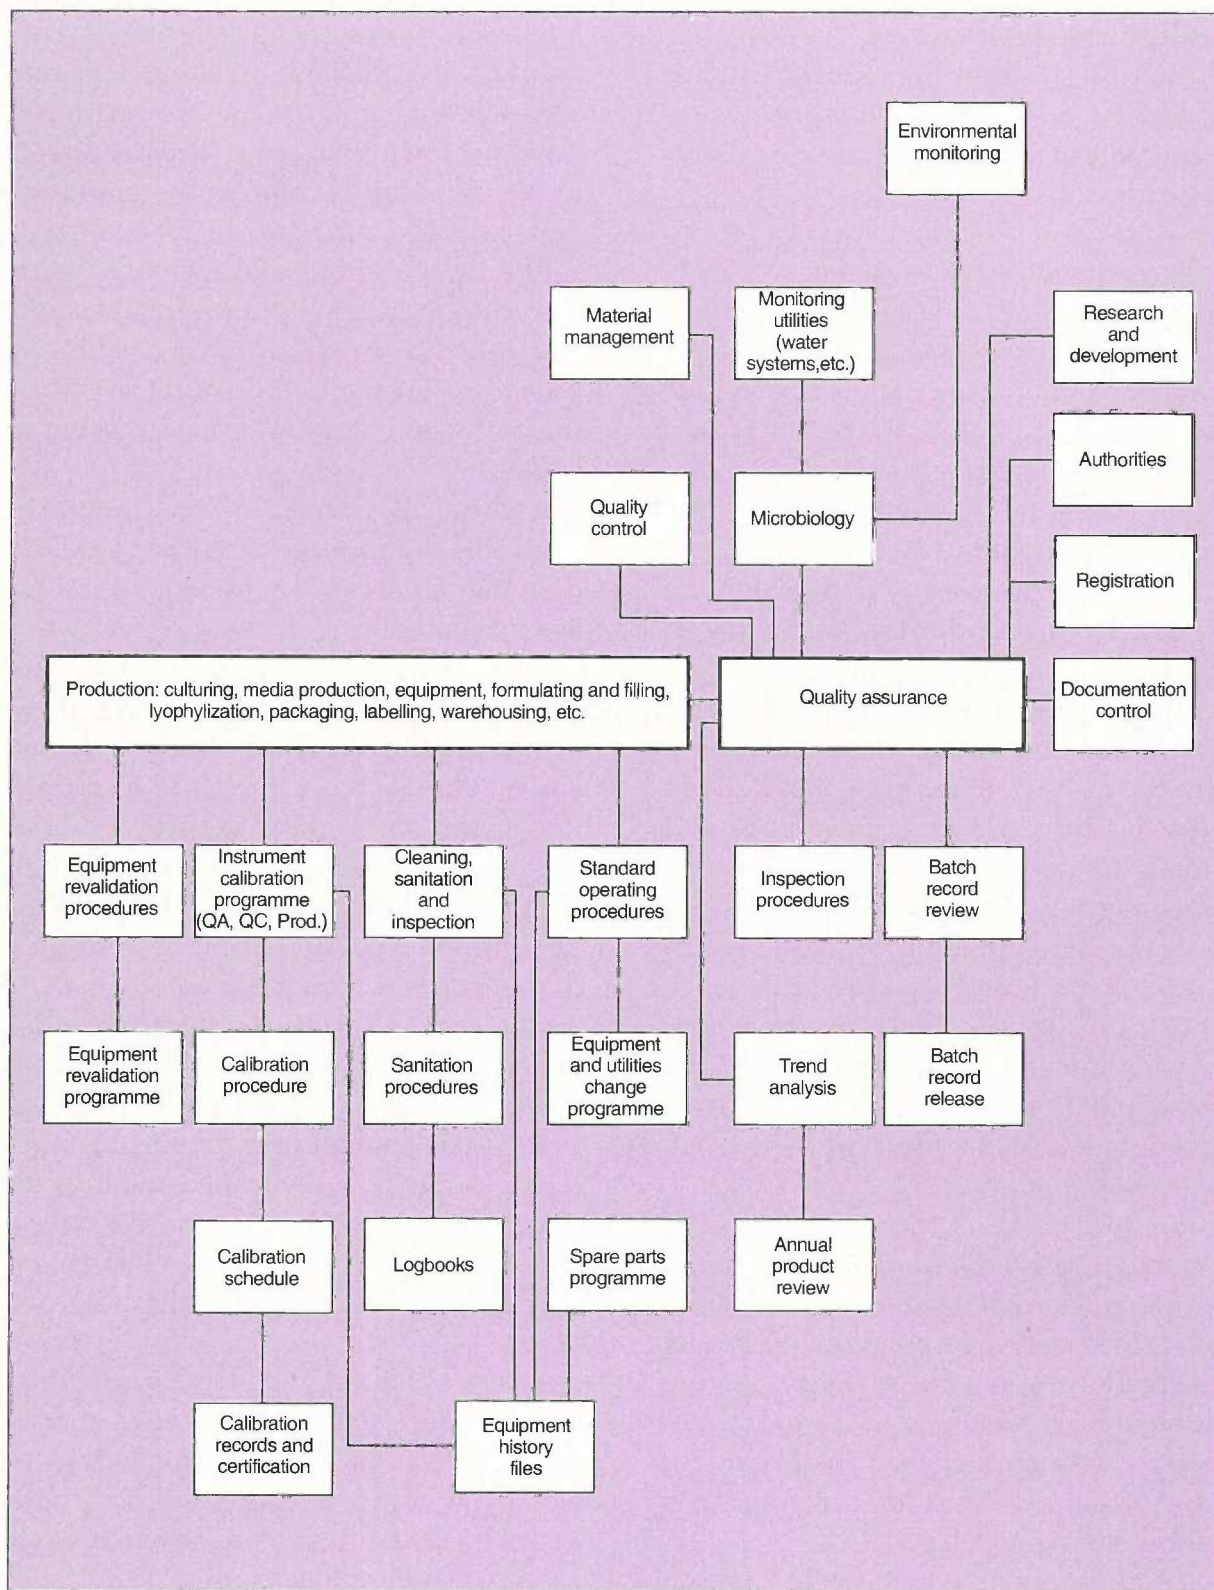 Environmental
monitoring
Material
management
Monitoring
utilities
(water
systems,etc.)
Research
and
development
Authorities
Quality
control
Microbiology
Registration
Production: culturing, media production, equipment, formulating and filling,
lyophylization, packaging, labelling, warehousing, etc.
Quality assurance
Documentation
control
Equipment
revalidation
procedures
Instrument
calibration
programme
(QA, QC, Prod.)
Cleaning,
sanitation
and
inspection
Standard
operating
procedures
Inspection
procedures
Batch
record
review
Equipment
revalidation
programme
Calibration
procedure
Sanitation
procedures
Equipment
and utilities
change
programme
Trend
analysis
Batch
record
release
Calibration
schedule
Logbooks
Spare parts
programme
Annual
product
review
Calibration
records and
certification
Equipment
history
files